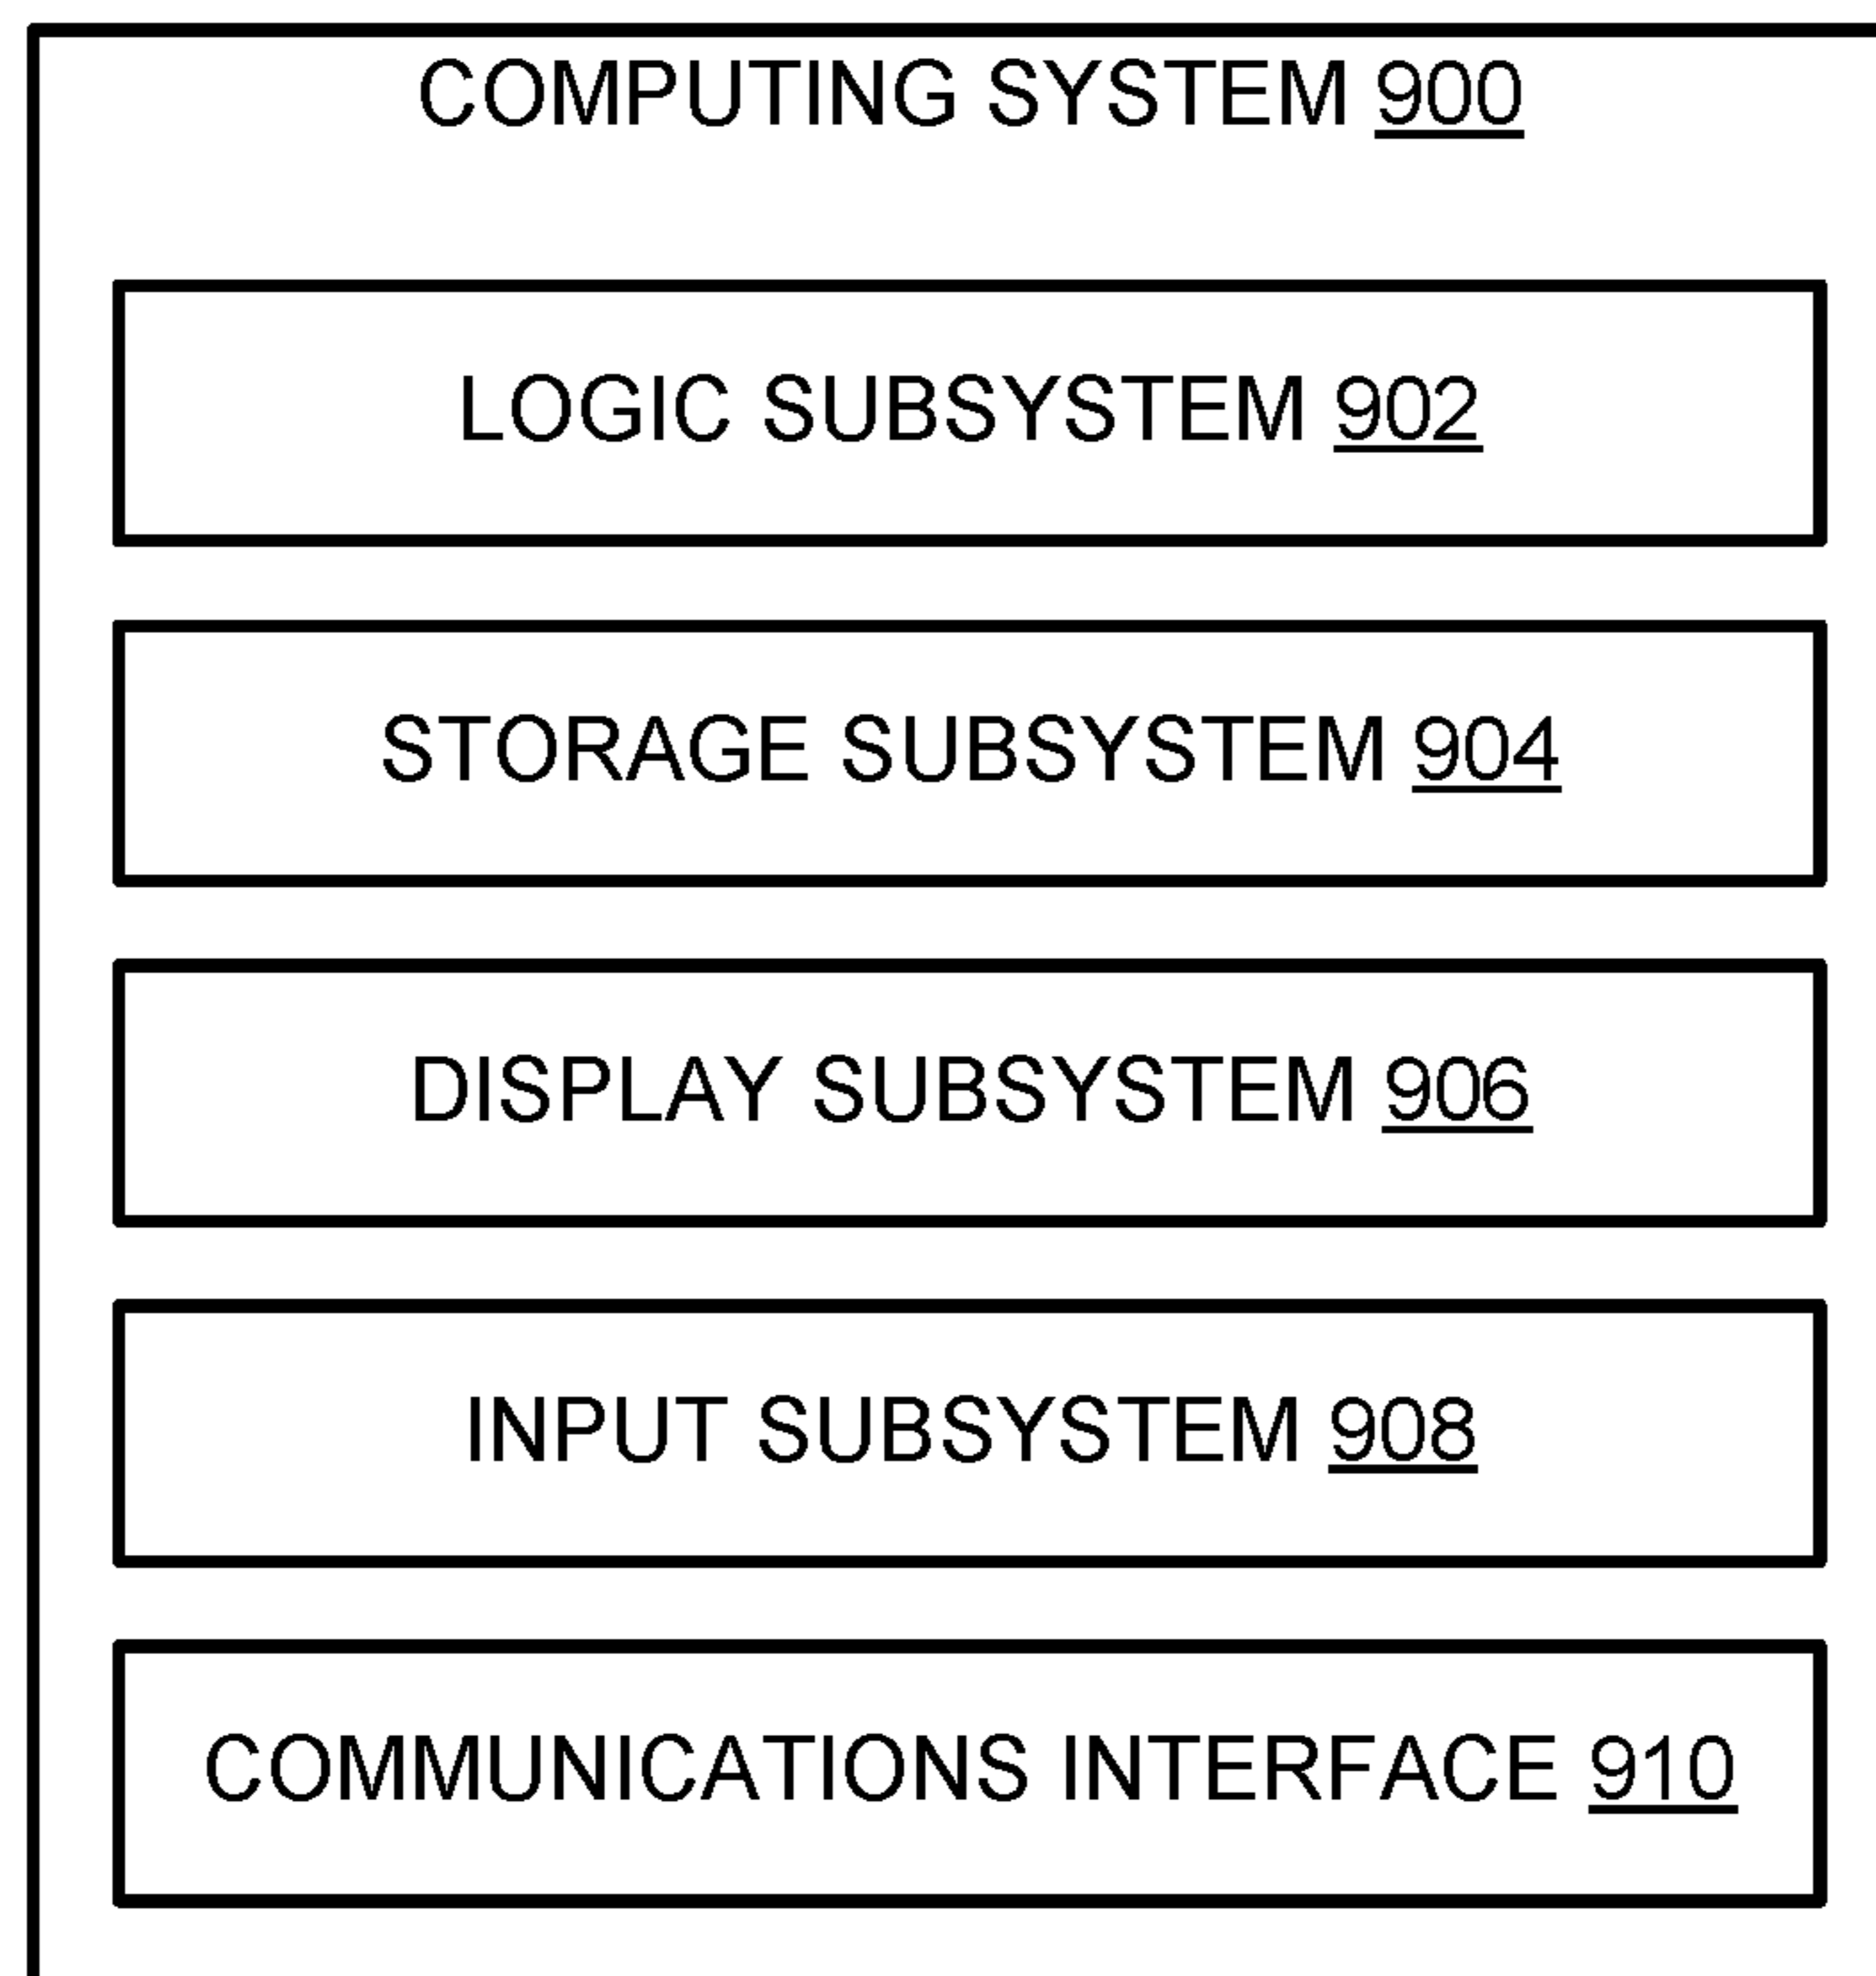 COMPUTING SYSTEM 900
LOGIC SUBSYSTEM 902
STORAGE SUBSYSTEM 904
DISPLAY SUBSYSTEM 906
INPUT SUBSYSTEM 908
COMMUNICATIONS INTERFACE 910